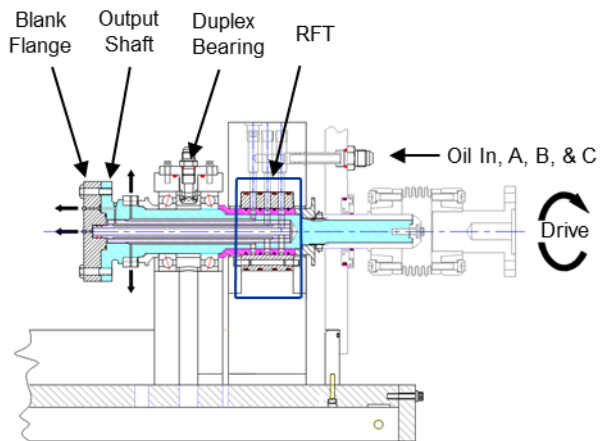 Blank
Flange
Output
Shaft
Duplex
Bearing
RFT
Oil In, A, B, & C
Drive